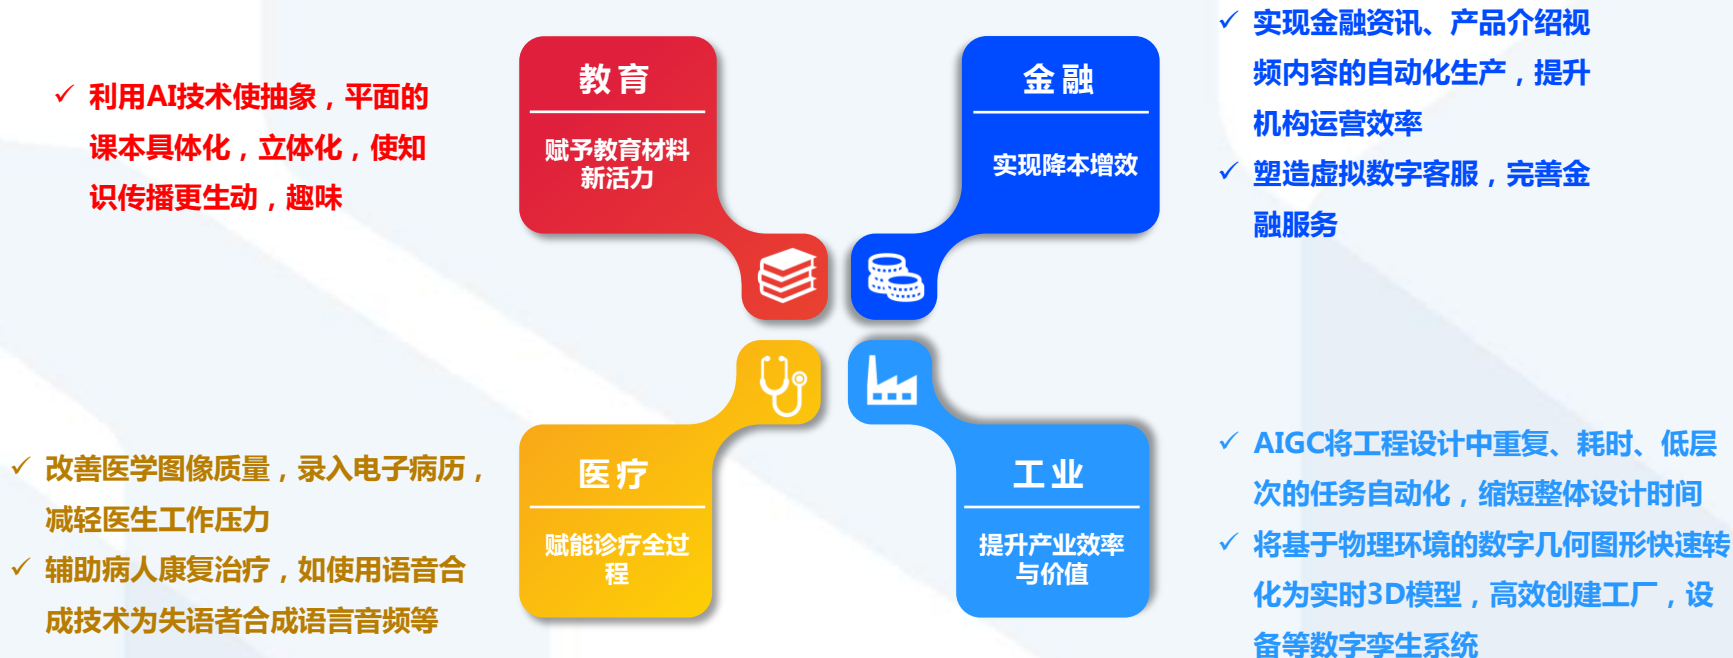 教育
赋予教育材料
新活力
利用AI技术使抽象，平面的
课本具体化，立体化，使知
识传播更生动，趣味
金融
实现降本增效
实现金融资讯、产品介绍视
频内容的自动化生产，提升
机构运营效率
塑造虚拟数字客服，完善金
融服务
医疗
赋能诊疗全过
程
改善医学图像质量，录入电子病历，
减轻医生工作压力
辅助病人康复治疗，如使用语音合
成技术为失语者合成语言音频等
工业
提升产业效率
与价值
AIGC将工程设计中重复、耗时、低层
次的任务自动化，缩短整体设计时间
将基于物理环境的数字几何图形快速转
化为实时3D模型，高效创建工厂，设
备等数字孪生系统